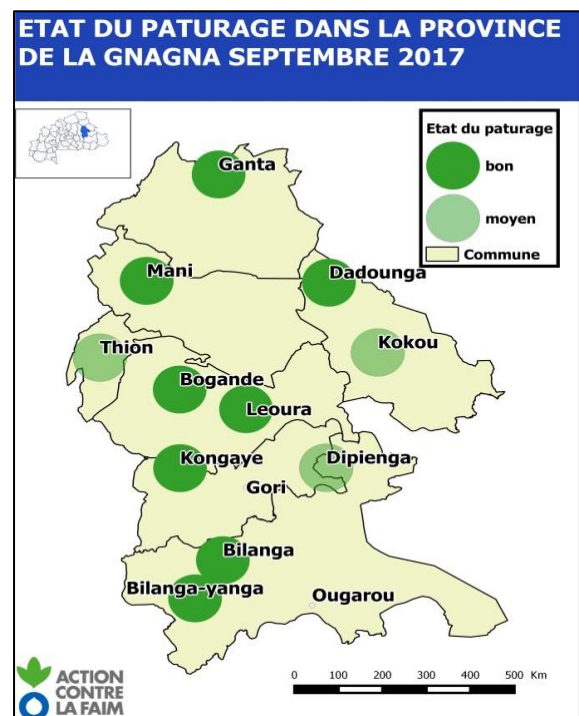 ETAT DU PATURAGE DANS LA PROVINCE
DE LA GNAGNA SEPTEMBRE 2017
Etat du paturage
bon
moyen
Commune
Ganta
Mani
Dadounga
Thion
Kokou
Bogande
Leoura
Kongaye
Dipienga
Gori
Bilanga
Bilanga-yanga
Ougarou
0 100 200 300 400 500 Km
ACTION
CONTRE
LA FAIM